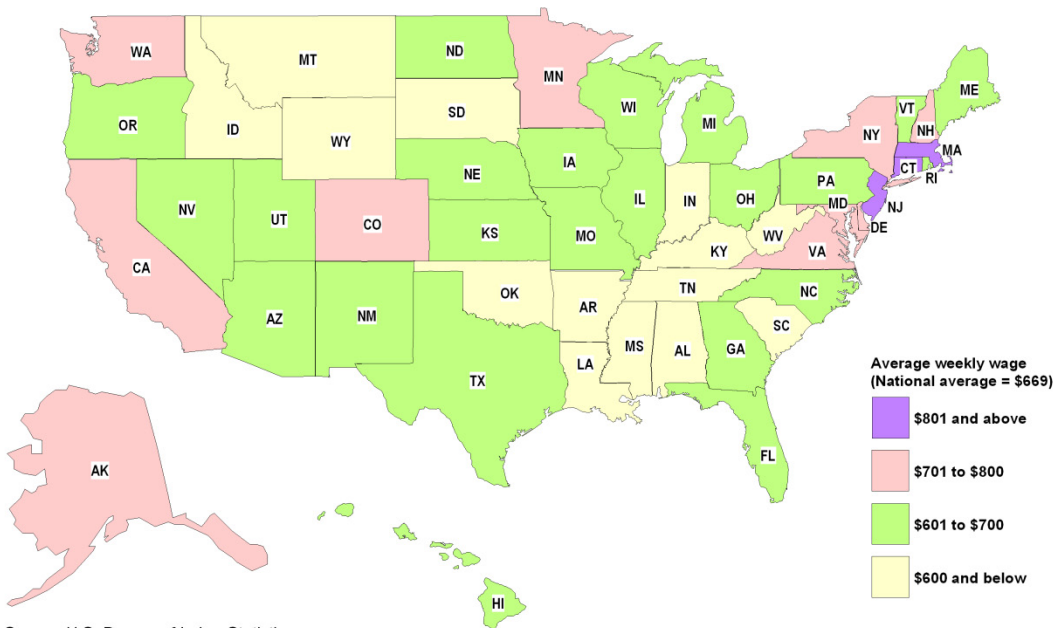 WA
MT
ND
MN
ME
OR
ID
WY
SD
WI
MI
VT
NH
NY
MA
CT
RI
NV
UT
CO
NE
IA
IL
IN
OH
PA
NJ
MD
DE
CA
KS
MO
KY
WV
VA
AZ
NM
OK
AR
TN
NC
SC
TX
LA
MS
AL
GA
FL
AK
HI
Average weekly wage
(National average = $669)
$801 and above
$701 to $800
$601 to $700
$600 and below